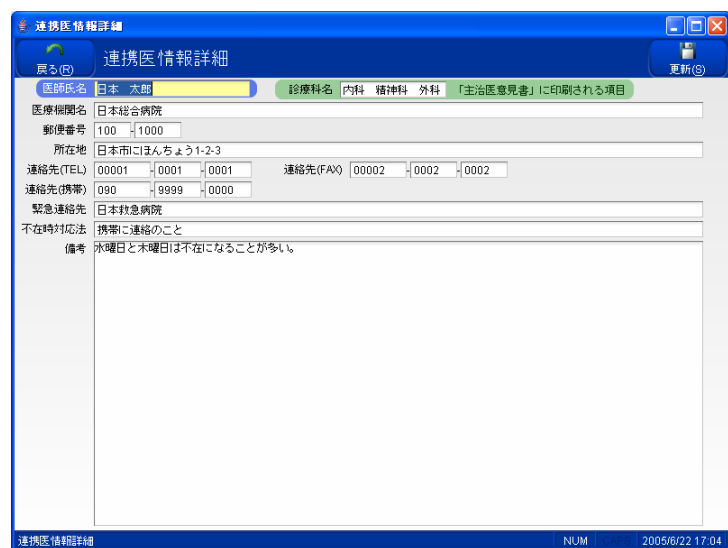 連携医情報詳細
戻る(R) 連携医情報詳細 更新(S)
医師氏名 日本 太郎 診療科名 内科 精神科 外科 「主治医意見書」に印刷される項目
医療機関名 日本総合病院
郵便番号 100 - 1000
所在地 日本市にほんちょう1-2-3
連絡先(TEL) 00001 - 0001 - 0001 連絡先(FAX) 00002 - 0002 - 0002
連絡先(携帯) 090 - 9999 - 0000
緊急連絡先 日本救急病院
不在時対応法 携帯に連絡のこと
備考 水曜日と木曜日は不在になることが多い。
連携医情報詳細 NUM CAPS 2005/6/22 17:04